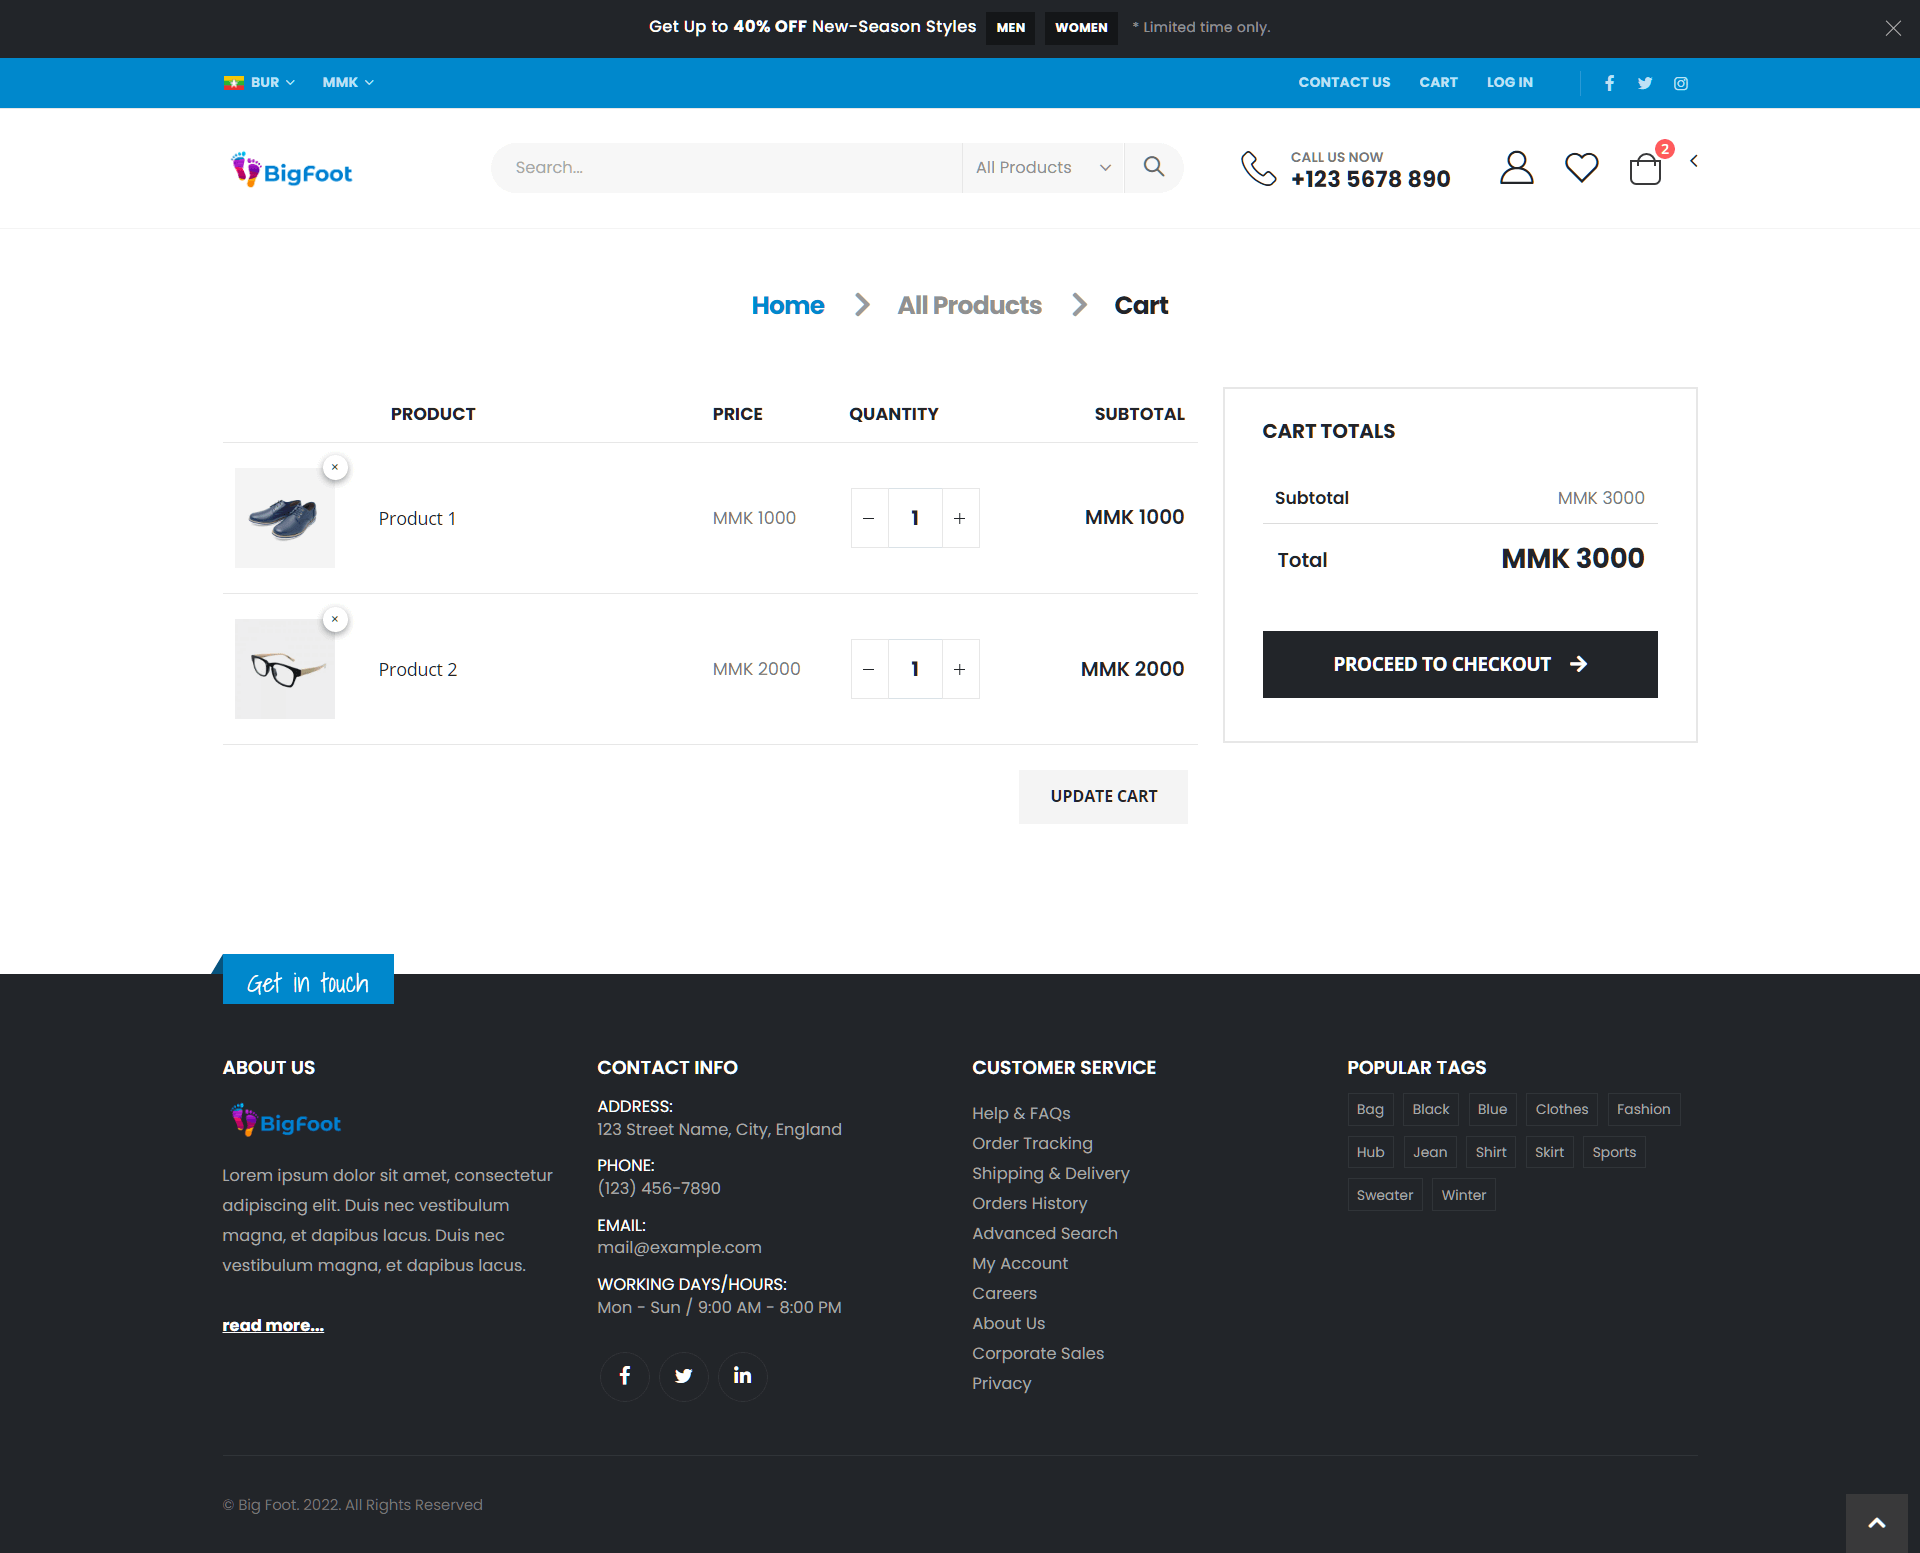 Get Up to 40% OFF New-Season Styles MEN WOMEN * Limited time only.
BUR MMK CONTACT US CART LOG IN
BigFoot Search... All Products CALL US NOW
+123 5678 890 2
Home All Products Cart
PRODUCT PRICE QUANTITY SUBTOTAL
×
Product 1 MMK 1000 − 1 + MMK 1000
×
Product 2 MMK 2000 − 1 + MMK 2000
UPDATE CART
CART TOTALS
Subtotal MMK 3000
Total MMK 3000
PROCEED TO CHECKOUT
Get in touch
ABOUT US
BigFoot
Lorem ipsum dolor sit amet, consectetur
adipiscing elit. Duis nec vestibulum
magna, et dapibus lacus. Duis nec
vestibulum magna, et dapibus lacus.
read more...
CONTACT INFO
ADDRESS:
123 Street Name, City, England
PHONE:
(123) 456-7890
EMAIL:
mail@example.com
WORKING DAYS/HOURS:
Mon - Sun / 9:00 AM - 8:00 PM
CUSTOMER SERVICE
Help & FAQs
Order Tracking
Shipping & Delivery
Orders History
Advanced Search
My Account
Careers
About Us
Corporate Sales
Privacy
POPULAR TAGS
Bag Black Blue Clothes Fashion
Hub Jean Shirt Skirt Sports
Sweater Winter
© Big Foot. 2022. All Rights Reserved